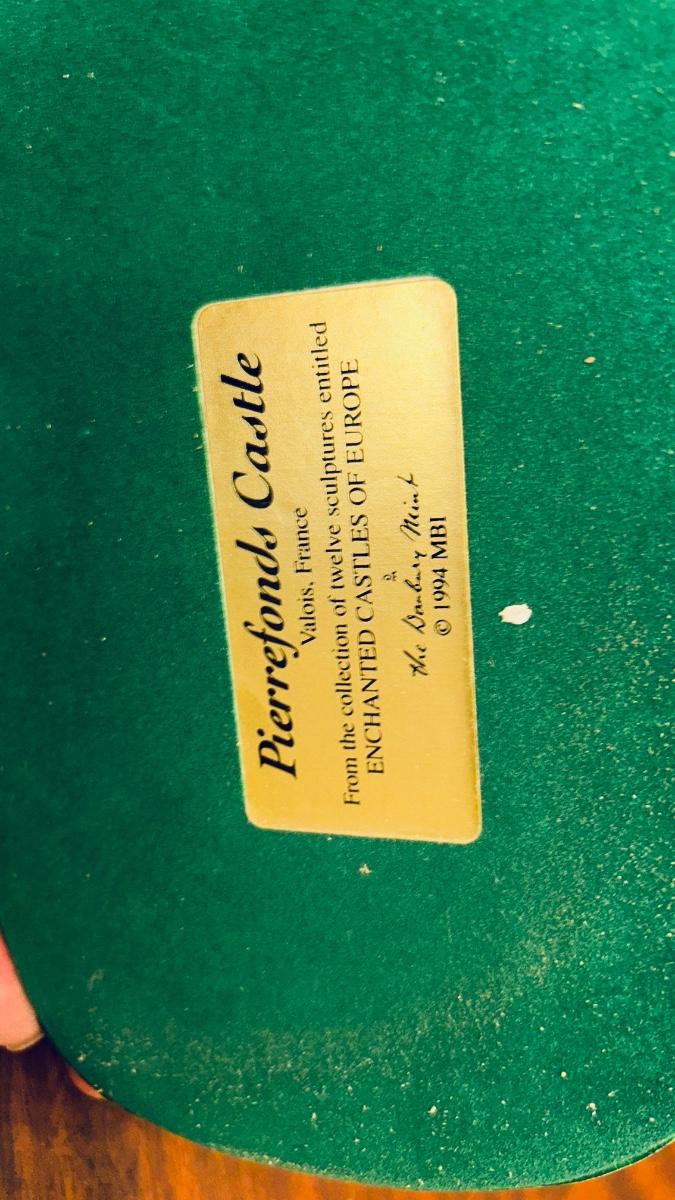 Pierrefonds Castle
Valois, France
From the collection of twelve sculptures entitled
ENCHANTED CASTLES OF EUROPE
The Danbury Mint
© 1994 MBI